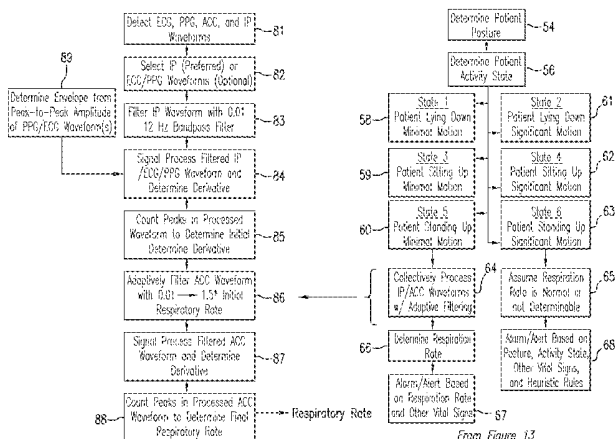 Detect ECG, PPG, ACC, and IP
Waveforms
81
Select IP (Preferred) or
ECG/PPG Waveforms (Optional)
82
89
Determine Envelope from
Peak-to-Peak Amplitude
of PPG/ECG Waveform(s)
Filter IP Waveform with 0.01
12 Hz Bandpass Filter
83
Signal Process Filtered IP
/ECG/PPG Waveform and
Determine Derivative
84
Count Peaks in Processed
Waveform to Determine Initial
Determine Derivative
85
Adaptively Filter ACC Waveform
with 0.01 → 1.5* Initial
Respiratory Rate
86
Signal Process Filtered ACC
Waveform and Determine
Derivative
87
Count Peaks in Processed ACC
Waveform to Determine Final
Respiratory Rate
88
Respiratory Rate
Determine Patient
Posture
54
Determine Patient
Activity State
56
State 1
Patient Lying Down
Minimal Motion
58
State 2
Patient Lying Down
Significant Motion
61
State 3
Patient Sitting Up
Minimal Motion
59
State 4
Patient Sitting Up
Significant Motion
62
State 5
Patient Standing Up
Minimal Motion
60
State 6
Patient Standing Up
Significant Motion
63
Collectively Process
IP/ACC Waveforms
w/ Adaptive Filtering
64
Assume Respiration
Rate is Normal or
not Determinable
65
Determine Respiration
Rate
66
Alarm/Alert Based on
Posture, Activity State,
Other Vital Signs,
and Heuristic Rules
68
Alarm/Alert Based
on Respiration Rate
and Other Vital Signs
67
From Figure 13